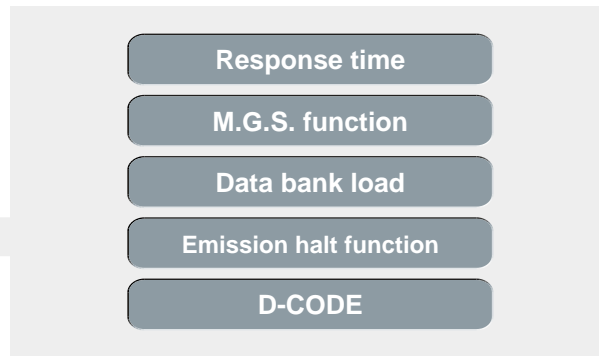 Response time
M.G.S. function
Data bank load
Emission halt function
D-CODE